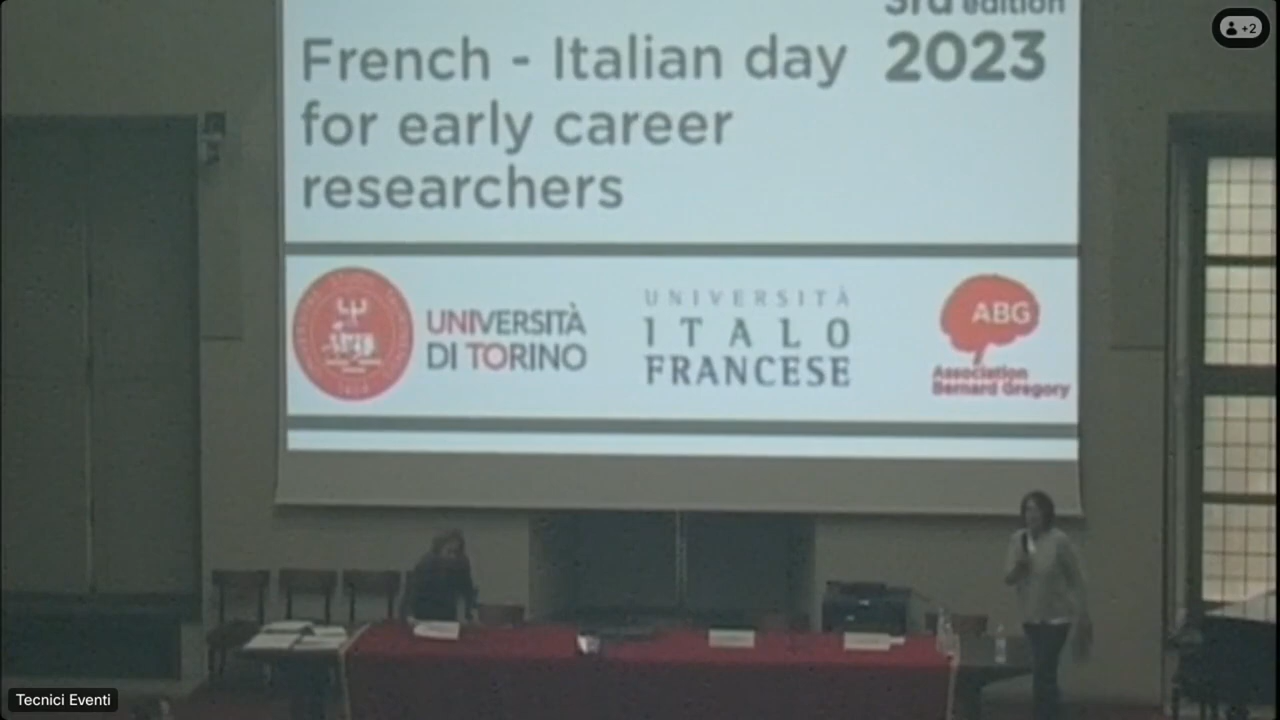 3rd edition
French - Italian day 2023
for early career
researchers
UNIVERSITÀ
DI TORINO
UNIVERSITÀ
ITALO
FRANCESE
ABG
Association
Bernard Gregory
+2
Tecnici Eventi